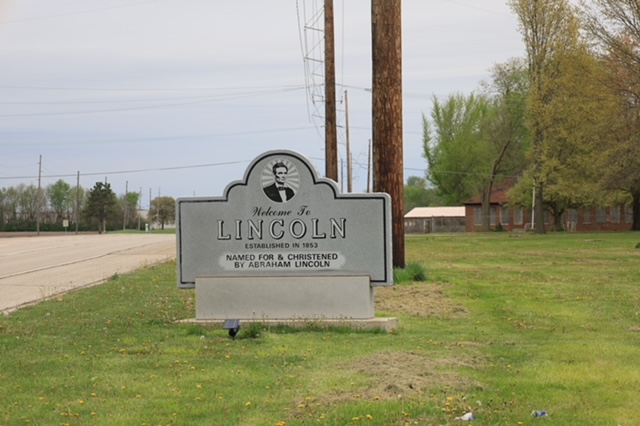 Welcome To
LINCOLN
ESTABLISHED IN 1853
NAMED FOR & CHRISTENED
BY ABRAHAM LINCOLN